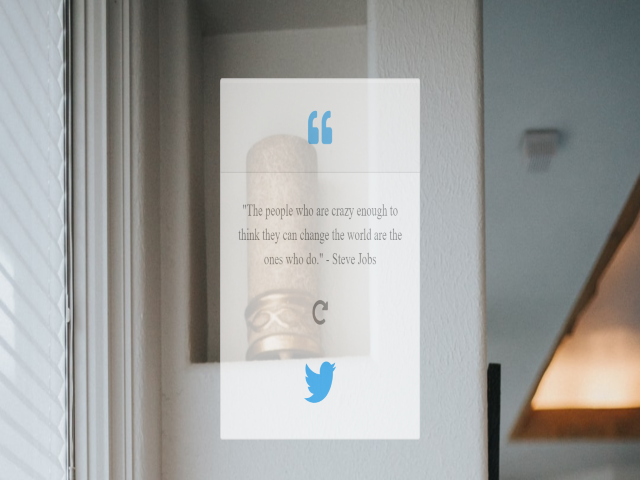 "The people who are crazy enough to
think they can change the world are the
ones who do." - Steve Jobs